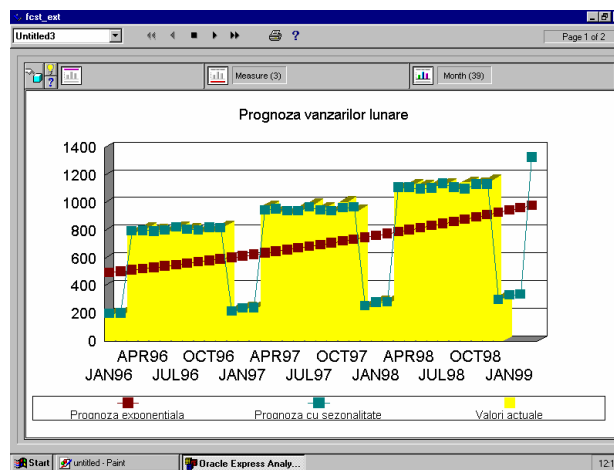 fcst_ext
Untitled3
Page 1 of 2
Measure (3)
Month (39)
Prognoza vanzarilor lunare
1400
1200
1000
800
600
400
200
0
APR96 OCT96 APR97 OCT97 APR98 OCT98
JAN96 JUL96 JAN97 JUL97 JAN98 JUL98 JAN99
Prognoza exponentiala Prognoza cu sezonalitate Valori actuale
Start untitled - Paint Oracle Express Analy...